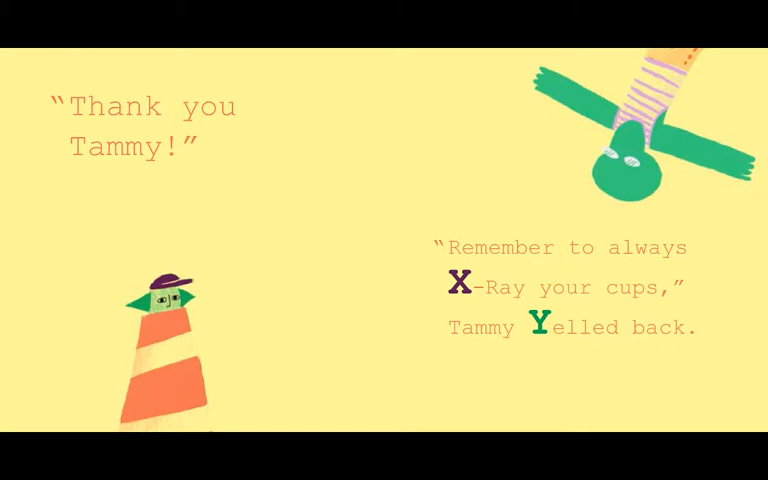 “Thank you
Tammy!”
“Remember to always
X-Ray your cups,”
Tammy Yelled back.